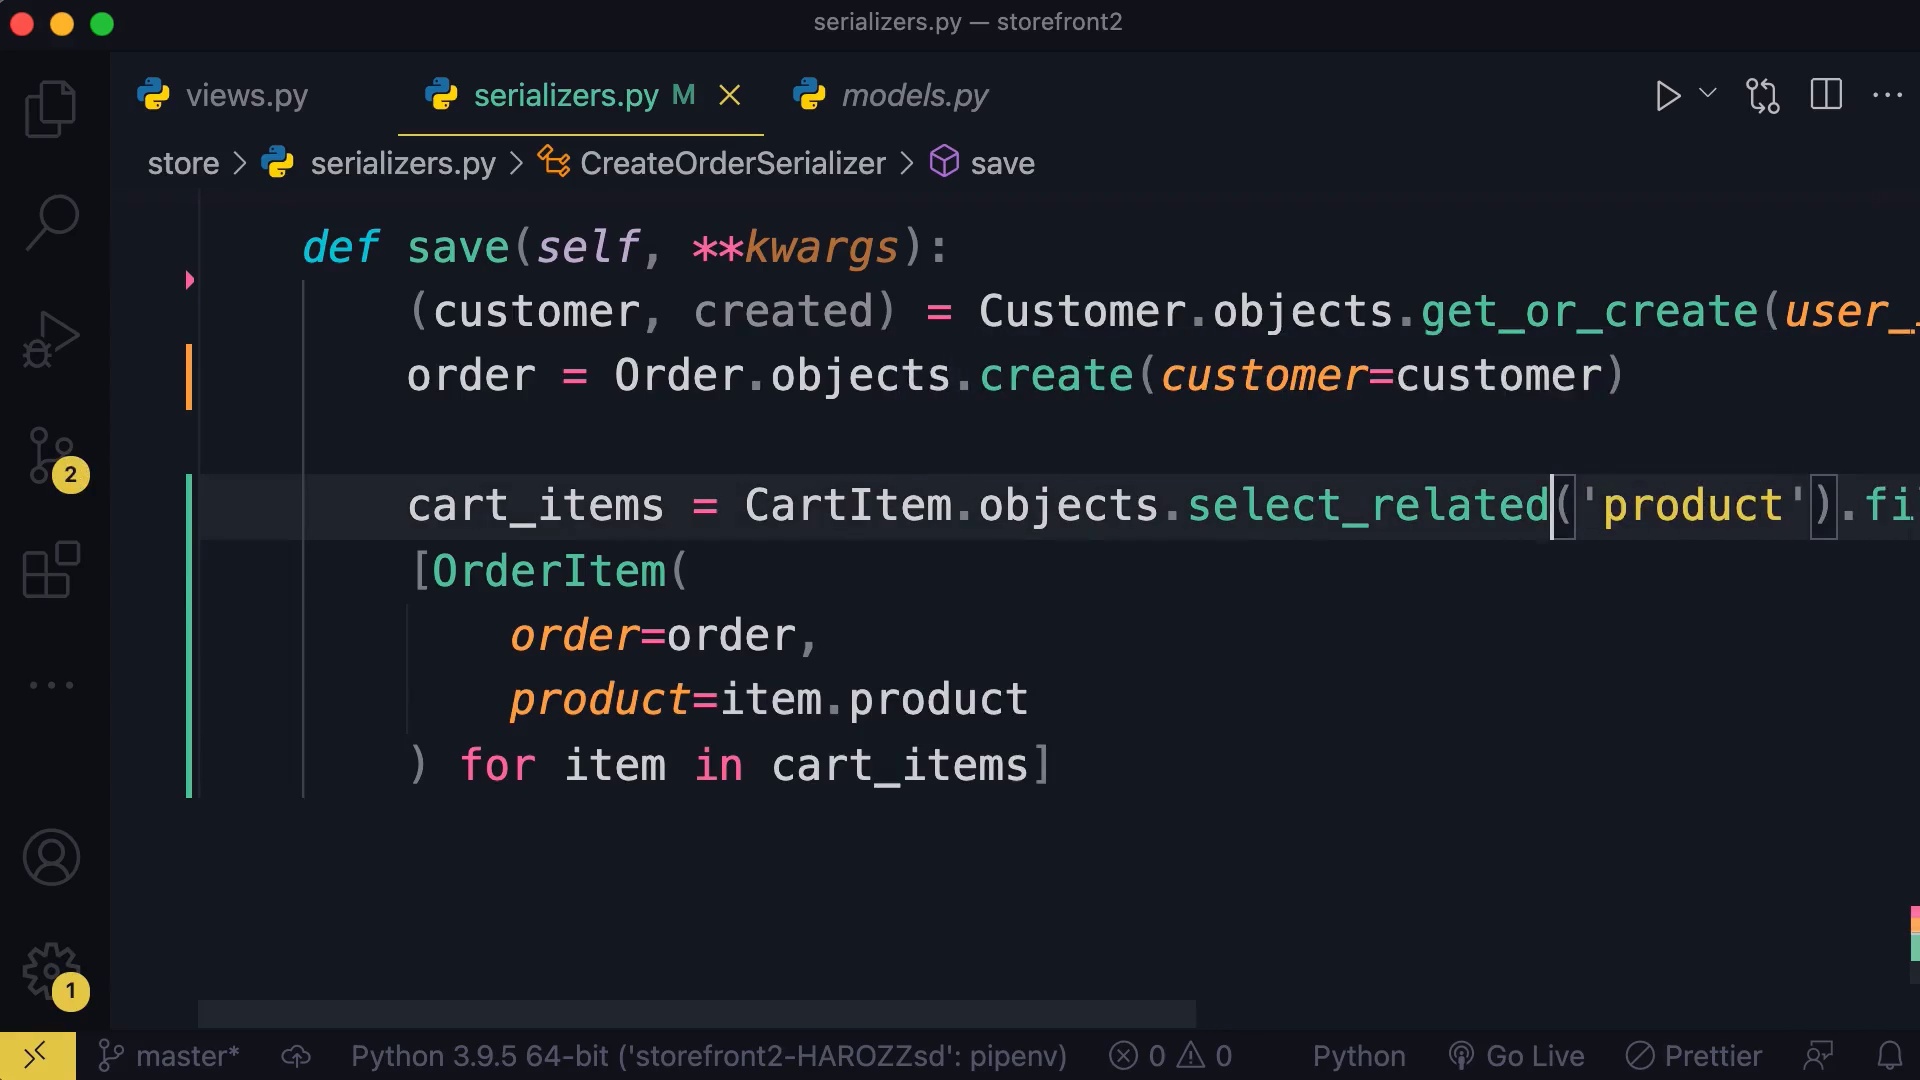 serializers.py — storefront2
views.py serializers.py M models.py
store > serializers.py > CreateOrderSerializer > save
def save(self, **kwargs):
(customer, created) = Customer.objects.get_or_create(user_
order = Order.objects.create(customer=customer)
cart_items = CartItem.objects.select_related('product').fi
[OrderItem(
order=order,
product=item.product
) for item in cart_items]
2
1
master* Python 3.9.5 64-bit ('storefront2-HAROZZsd': pipenv) 0 0 Python Go Live Prettier